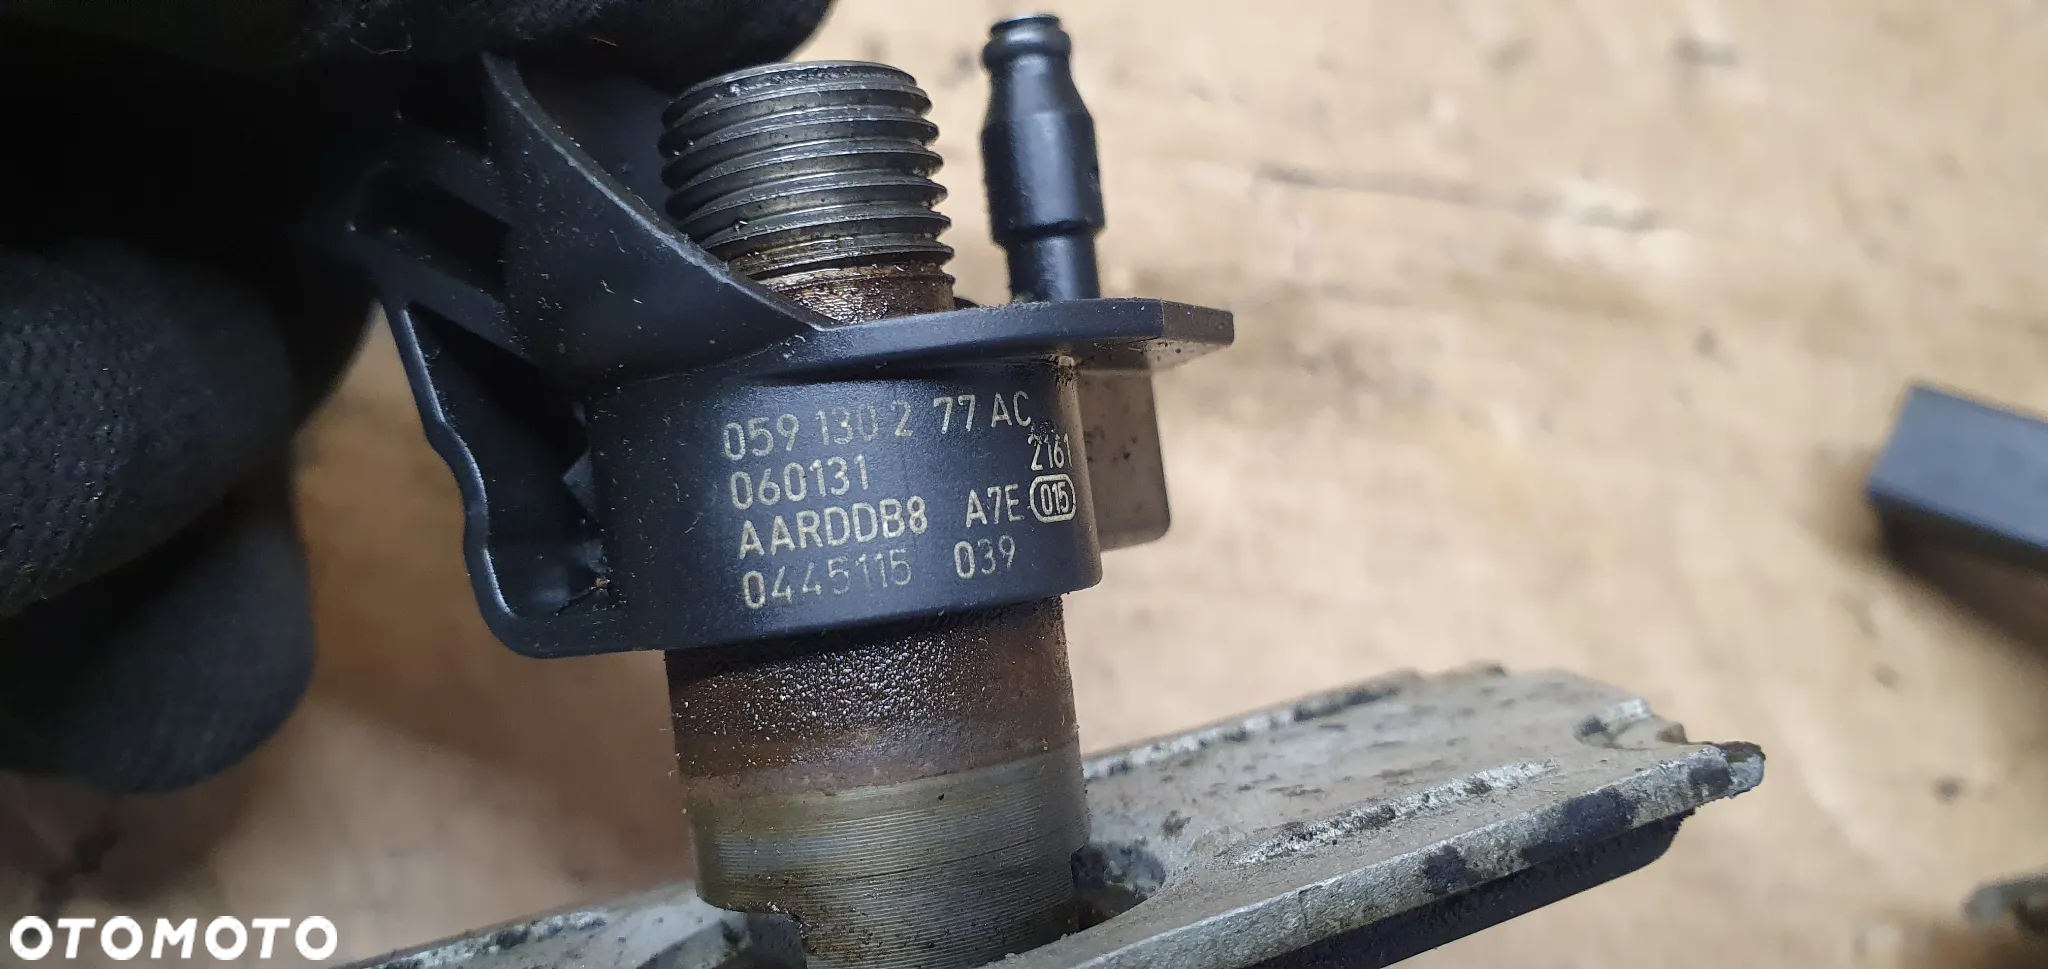 059 130 2 77 AC
2161
060131
AARDDB8 A7E 015
0445115 039
OTOMOTO